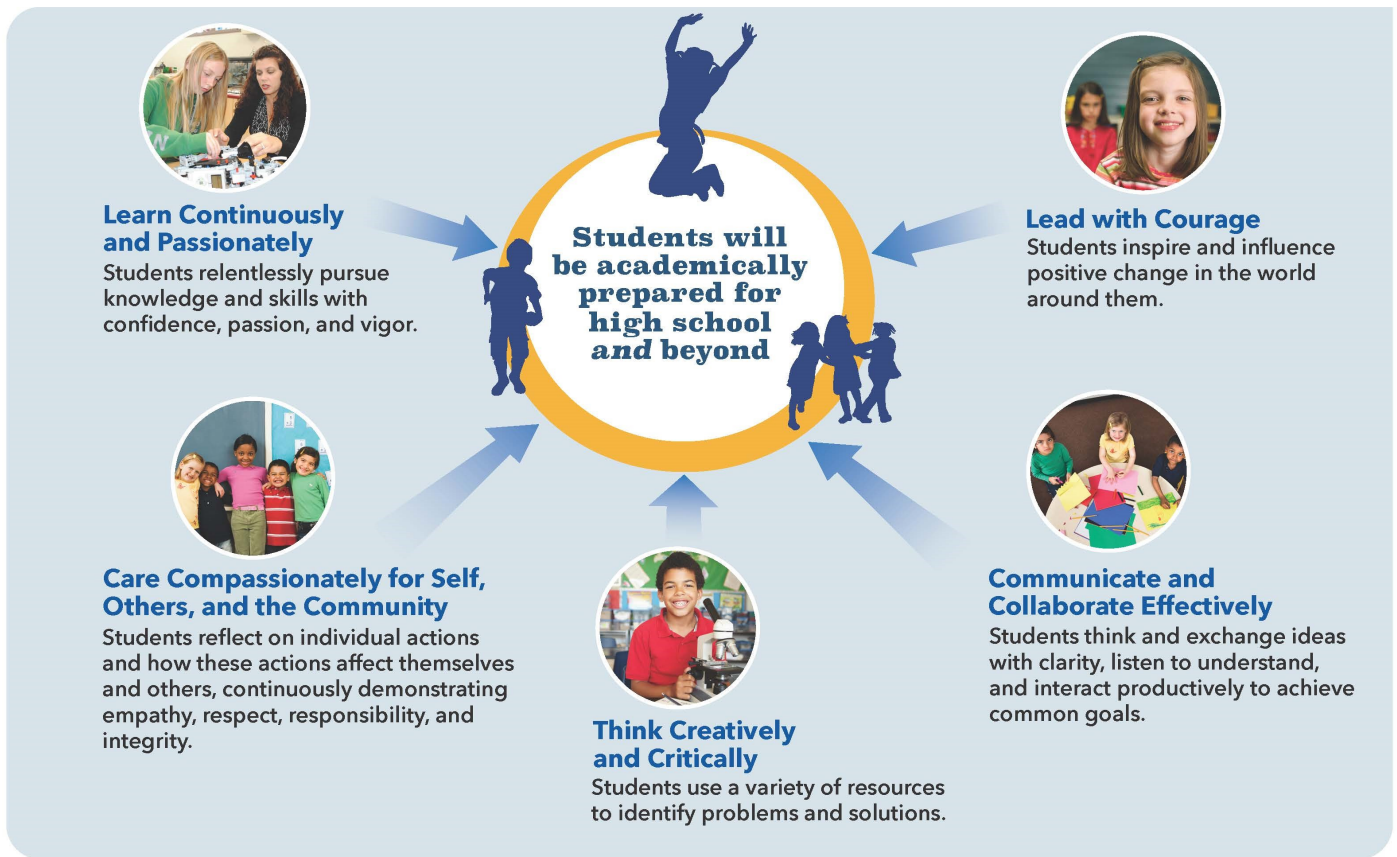 Learn Continuously
and Passionately
Students relentlessly pursue
knowledge and skills with
confidence, passion, and vigor.
Students will
be academically
prepared for
high school
and beyond
Lead with Courage
Students inspire and influence
positive change in the world
around them.
Care Compassionately for Self,
Others, and the Community
Students reflect on individual actions
and how these actions affect themselves
and others, continuously demonstrating
empathy, respect, responsibility, and
integrity.
Think Creatively
and Critically
Students use a variety of resources
to identify problems and solutions.
Communicate and
Collaborate Effectively
Students think and exchange ideas
with clarity, listen to understand,
and interact productively to achieve
common goals.